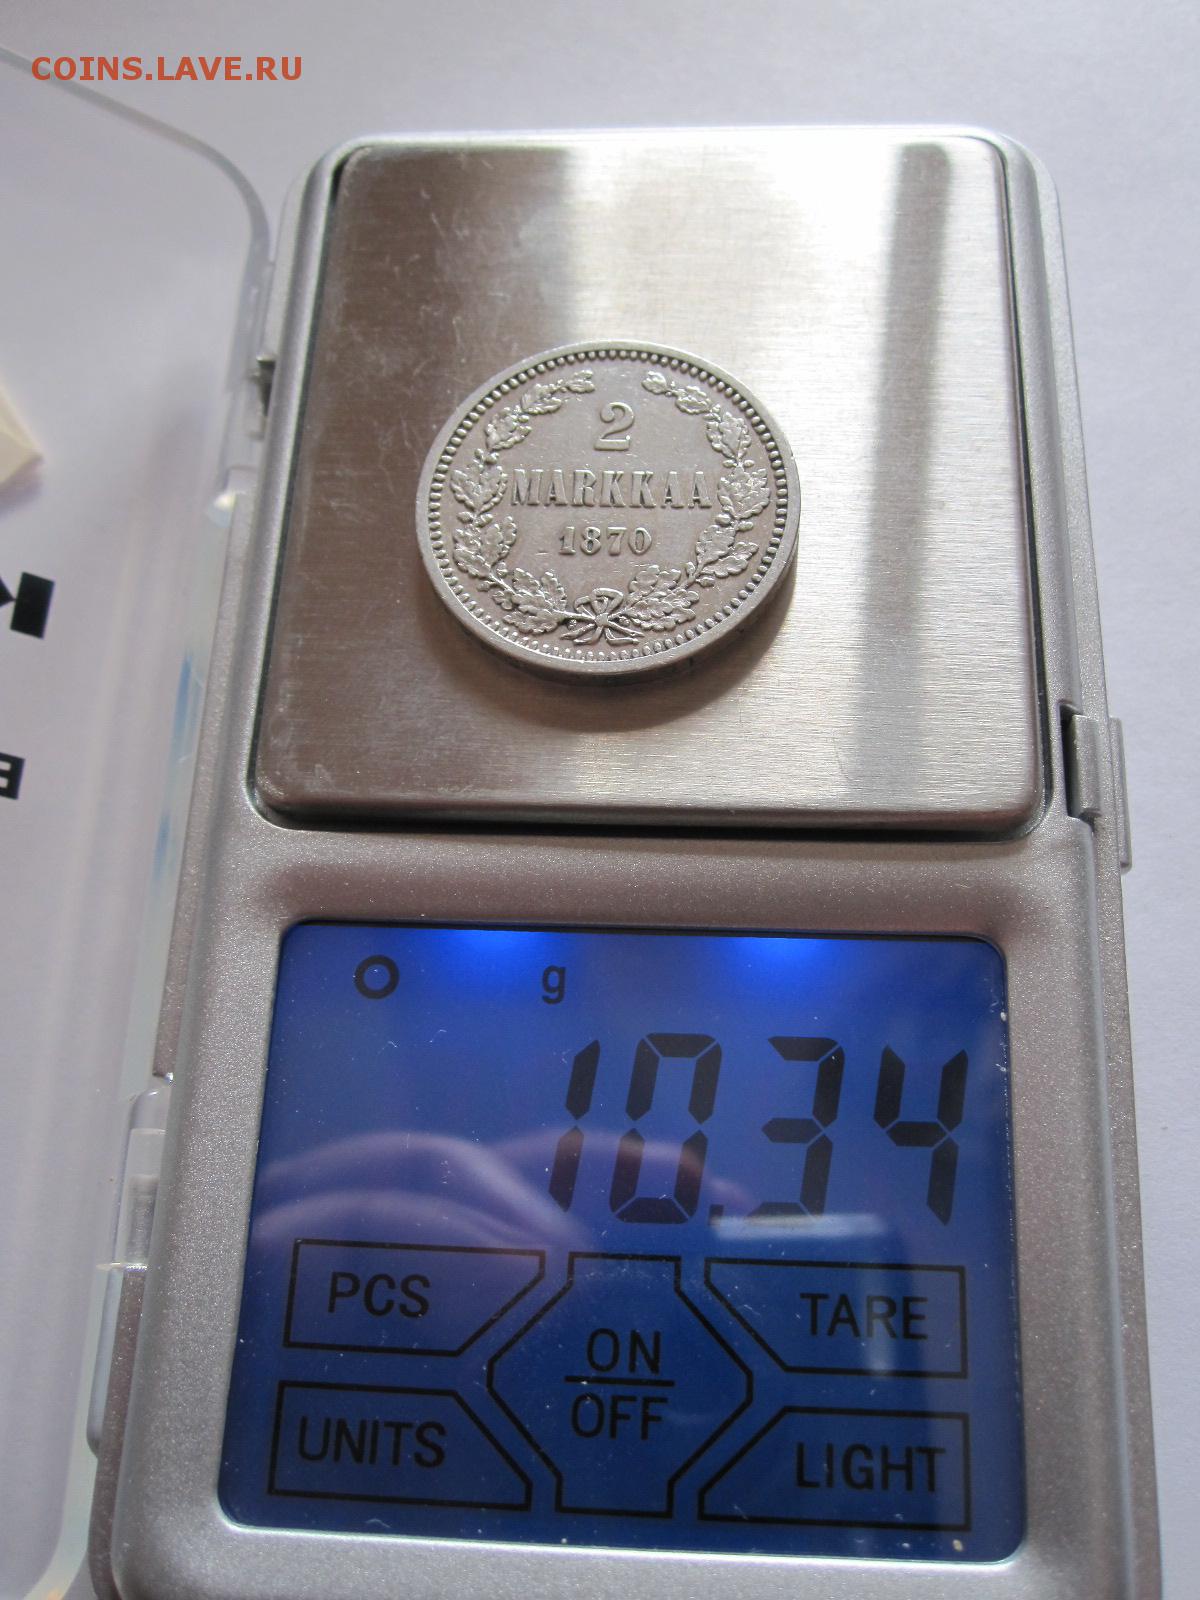 COINS.LAVE.RU
2
MARKKAA
1870
g
10.34
PCS
TARE
ON
OFF
UNITS
LIGHT